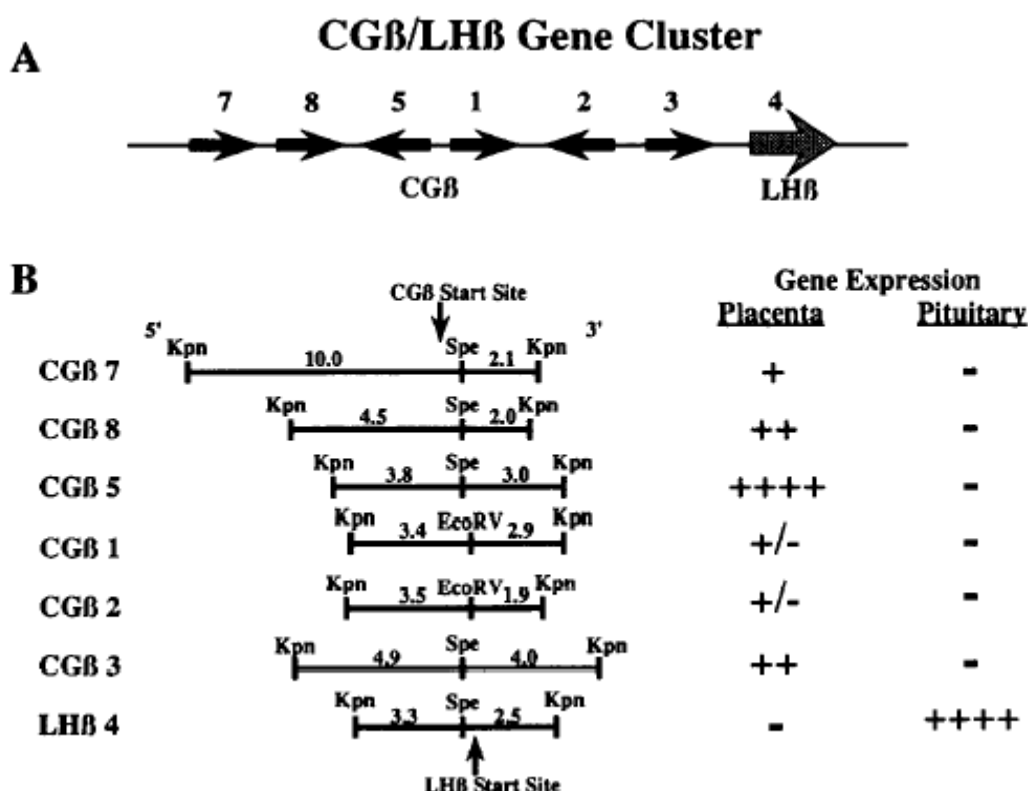 CGß/LHß Gene Cluster
A
7 8 5 1 2 3 4
CGß LHß
B
Gene Expression
CGß Start Site
Placenta Pituitary
5' 3'
Kpn Spe Kpn
CGß 7 10.0 2.1 + -
Kpn Spe Kpn
CGß 8 4.5 2.0 ++ -
Kpn Spe Kpn
CGß 5 3.8 3.0 ++++ -
Kpn EcoRV Kpn
CGß 1 3.4 2.9 +/- -
Kpn EcoRV Kpn
CGß 2 3.5 1.9 +/- -
Kpn Spe Kpn
CGß 3 4.9 4.0 ++ -
Kpn Spe Kpn
LHß 4 3.3 2.5 - ++++
LHß Start Site